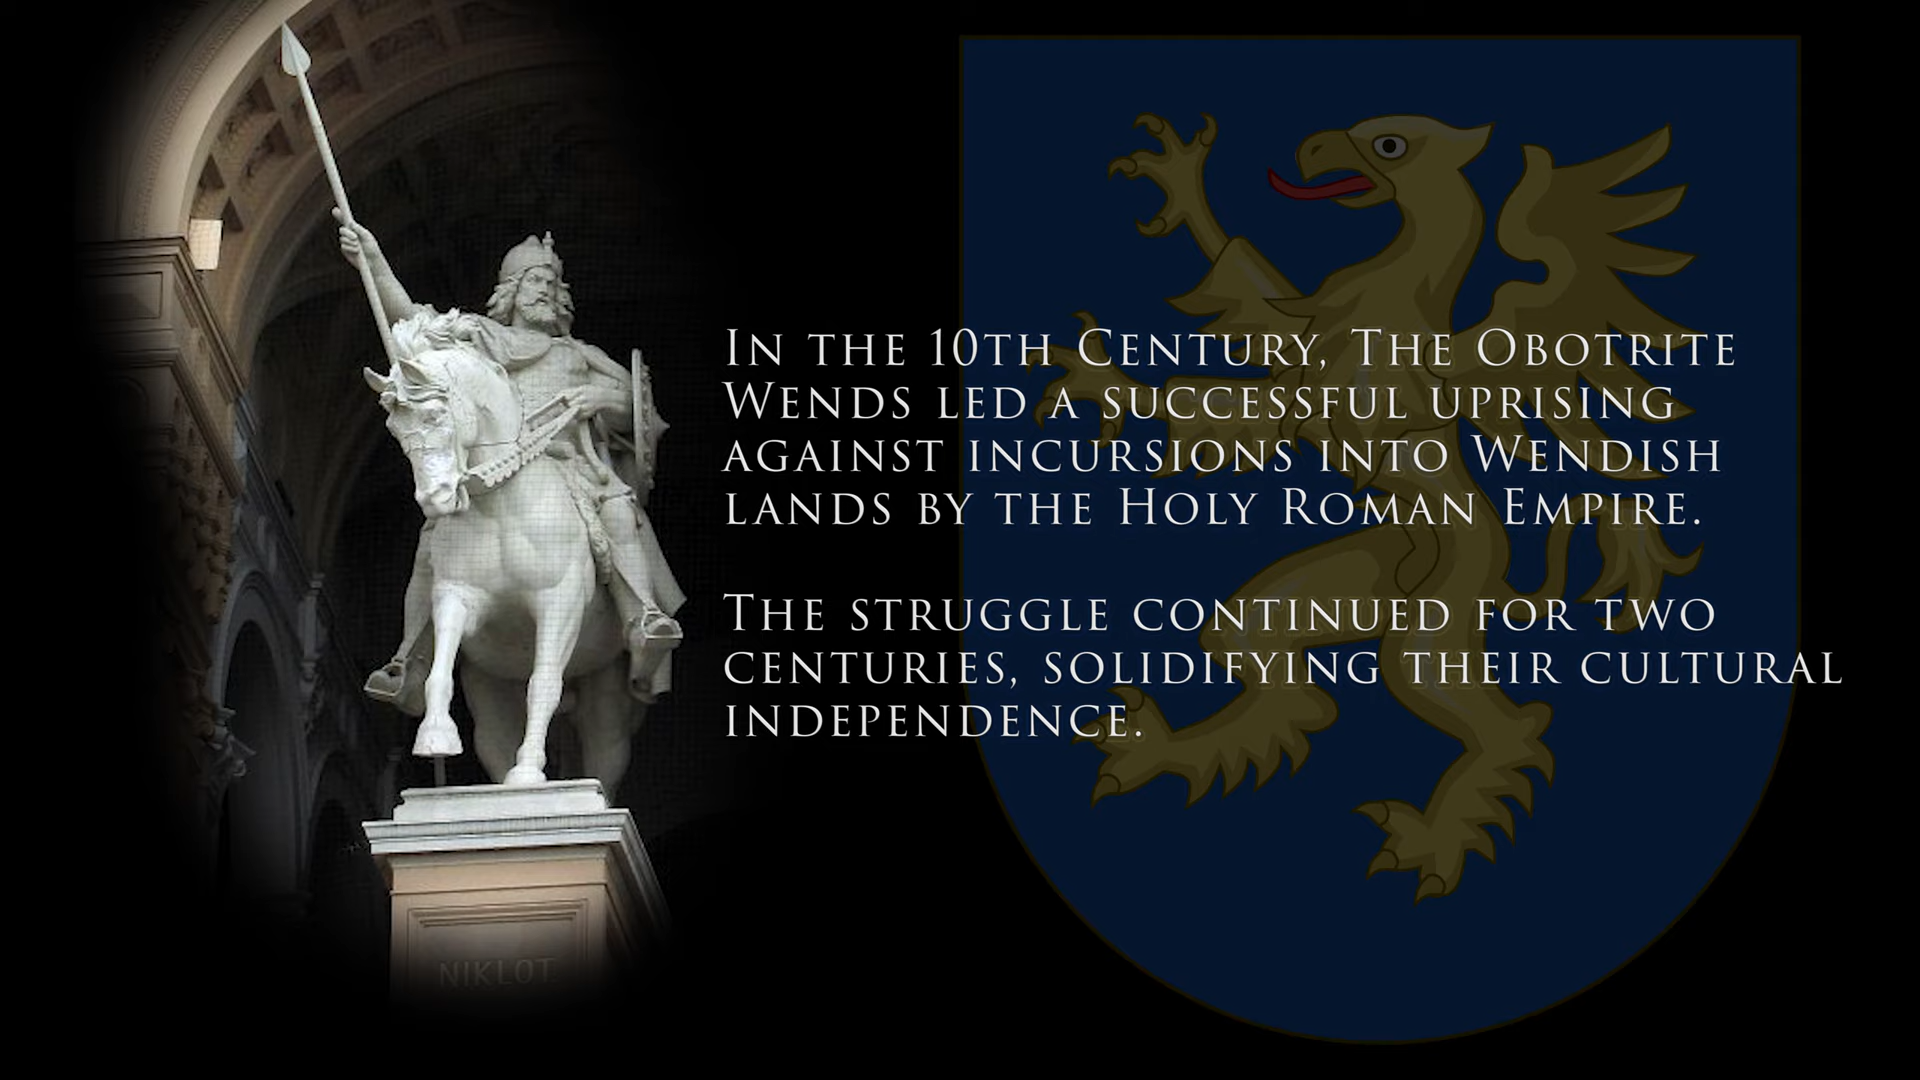 In the 10th Century, The Obotrite
Wends led a successful uprising
against incursions into Wendish
lands by the Holy Roman Empire.
The struggle continued for two
centuries, solidifying their cultural
independence.
NIKLOT